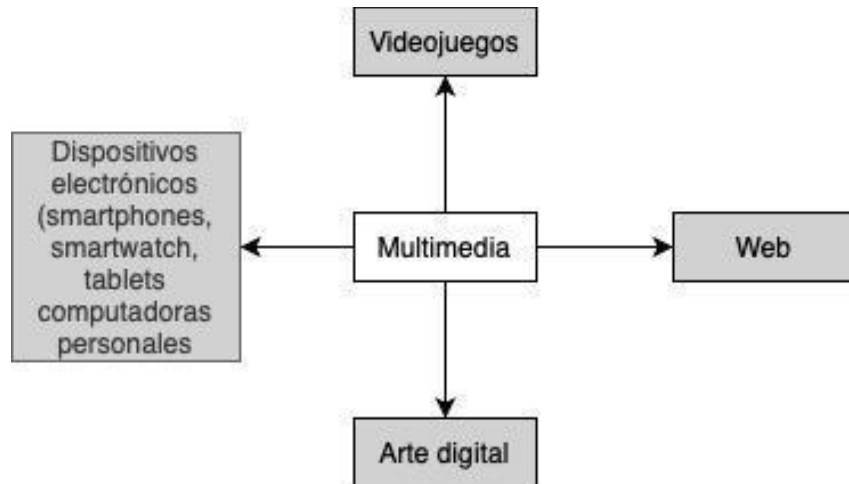 Videojuegos
Dispositivos
electrónicos
(smartphones,
smartwatch,
tablets
computadoras
personales
Multimedia
Web
Arte digital